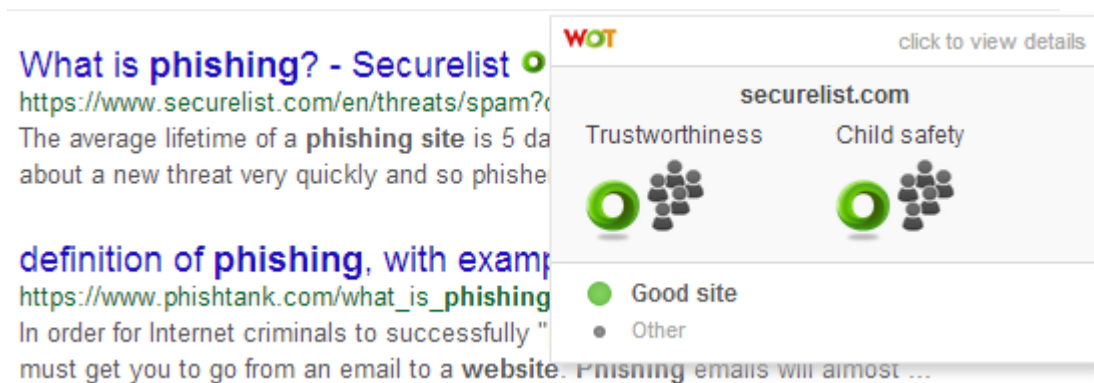 What is phishing? - Securelist
https://www.securelist.com/en/threats/spam?
The average lifetime of a phishing site is 5
about a new threat very quickly and so
definition of phishing, with
https://www.phishtank.com/what_is_phishing
In order for Internet criminals to successfully "
must get you to go from an email to a website. Phishing emails will almost ...
WOT
click to view details
securelist.com
Trustworthiness Child safety
Good site
Other